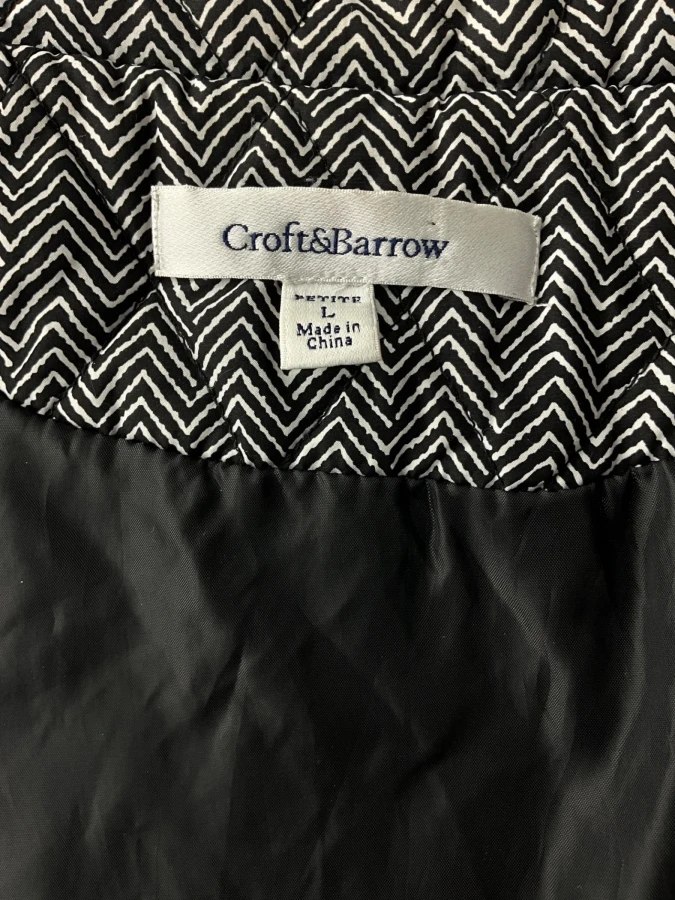 Croft&Barrow
PETITE
L
Made in
China